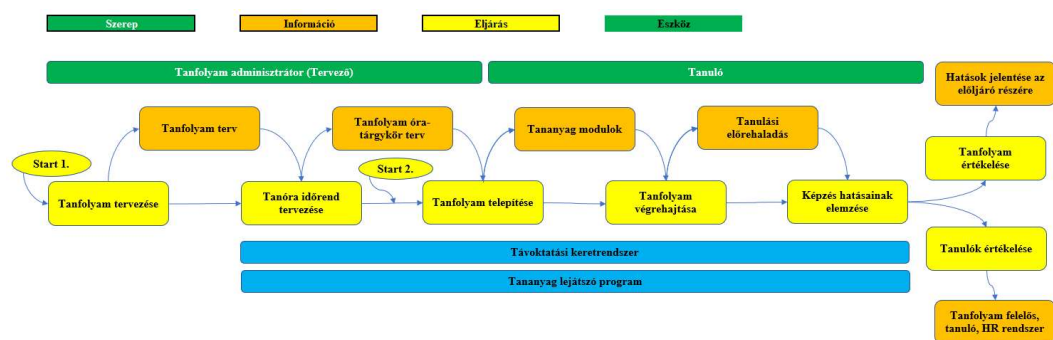 Szerep
Információ
Eljárás
Eszköz
Tanfolyam adminisztrátor (Tervező)
Tanuló
Hatások jelentése az
előljáró részére
Tanfolyam terv
Tanfolyam óra-
tárgykör terv
Tananyag modulok
Tanulási
előrehaladás
Start 1.
Start 2.
Tanfolyam
értékelése
Tanfolyam tervezése
Tanóra időrend
tervezése
Tanfolyam telepítése
Tanfolyam
végrehajtása
Képzés hatásainak
elemzése
Távoktatási keretrendszer
Tanulók értékelése
Tananyag lejátszó program
Tanfolyam felelős,
tanuló, HR rendszer